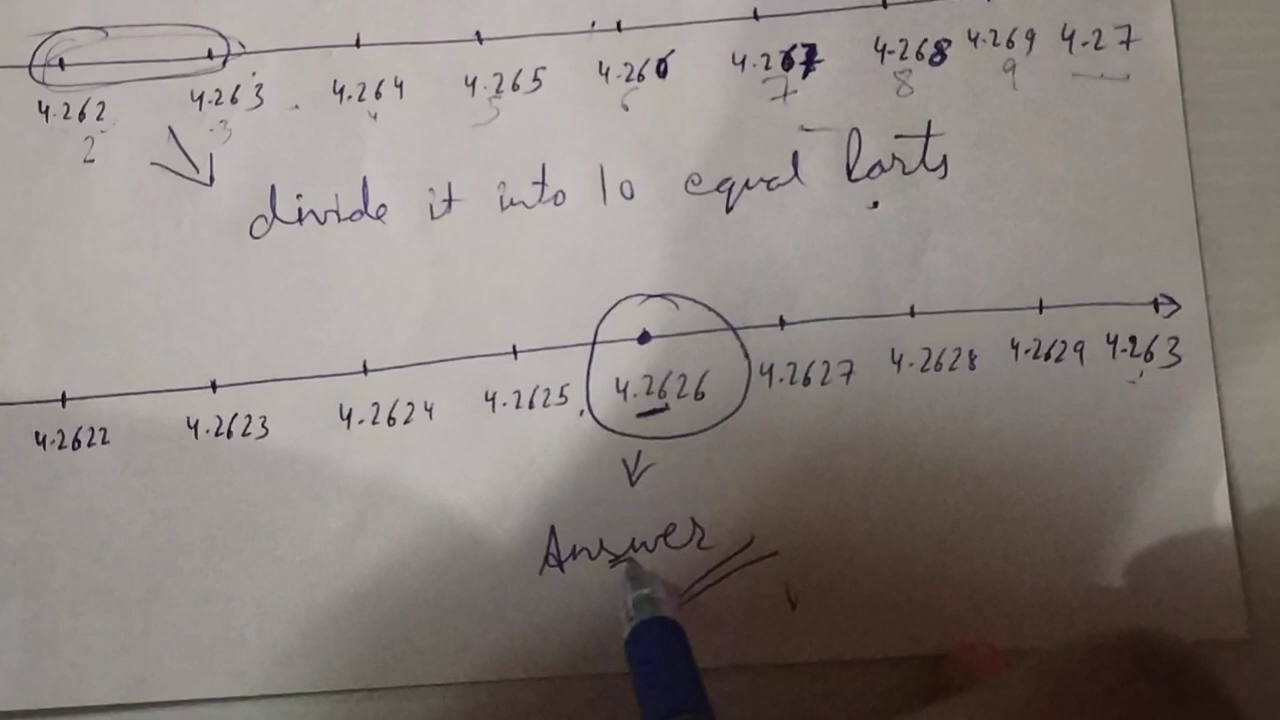 4.262 4.263 4.264 4.265 4.266 4.267 4.268 4.269 4.27
2 3 4 5 6 7 8 9
divide it into 10 equal Parts
4.2622 4.2623 4.2624 4.2625 4.2626 4.2627 4.2628 4.2629 4.263
Answer